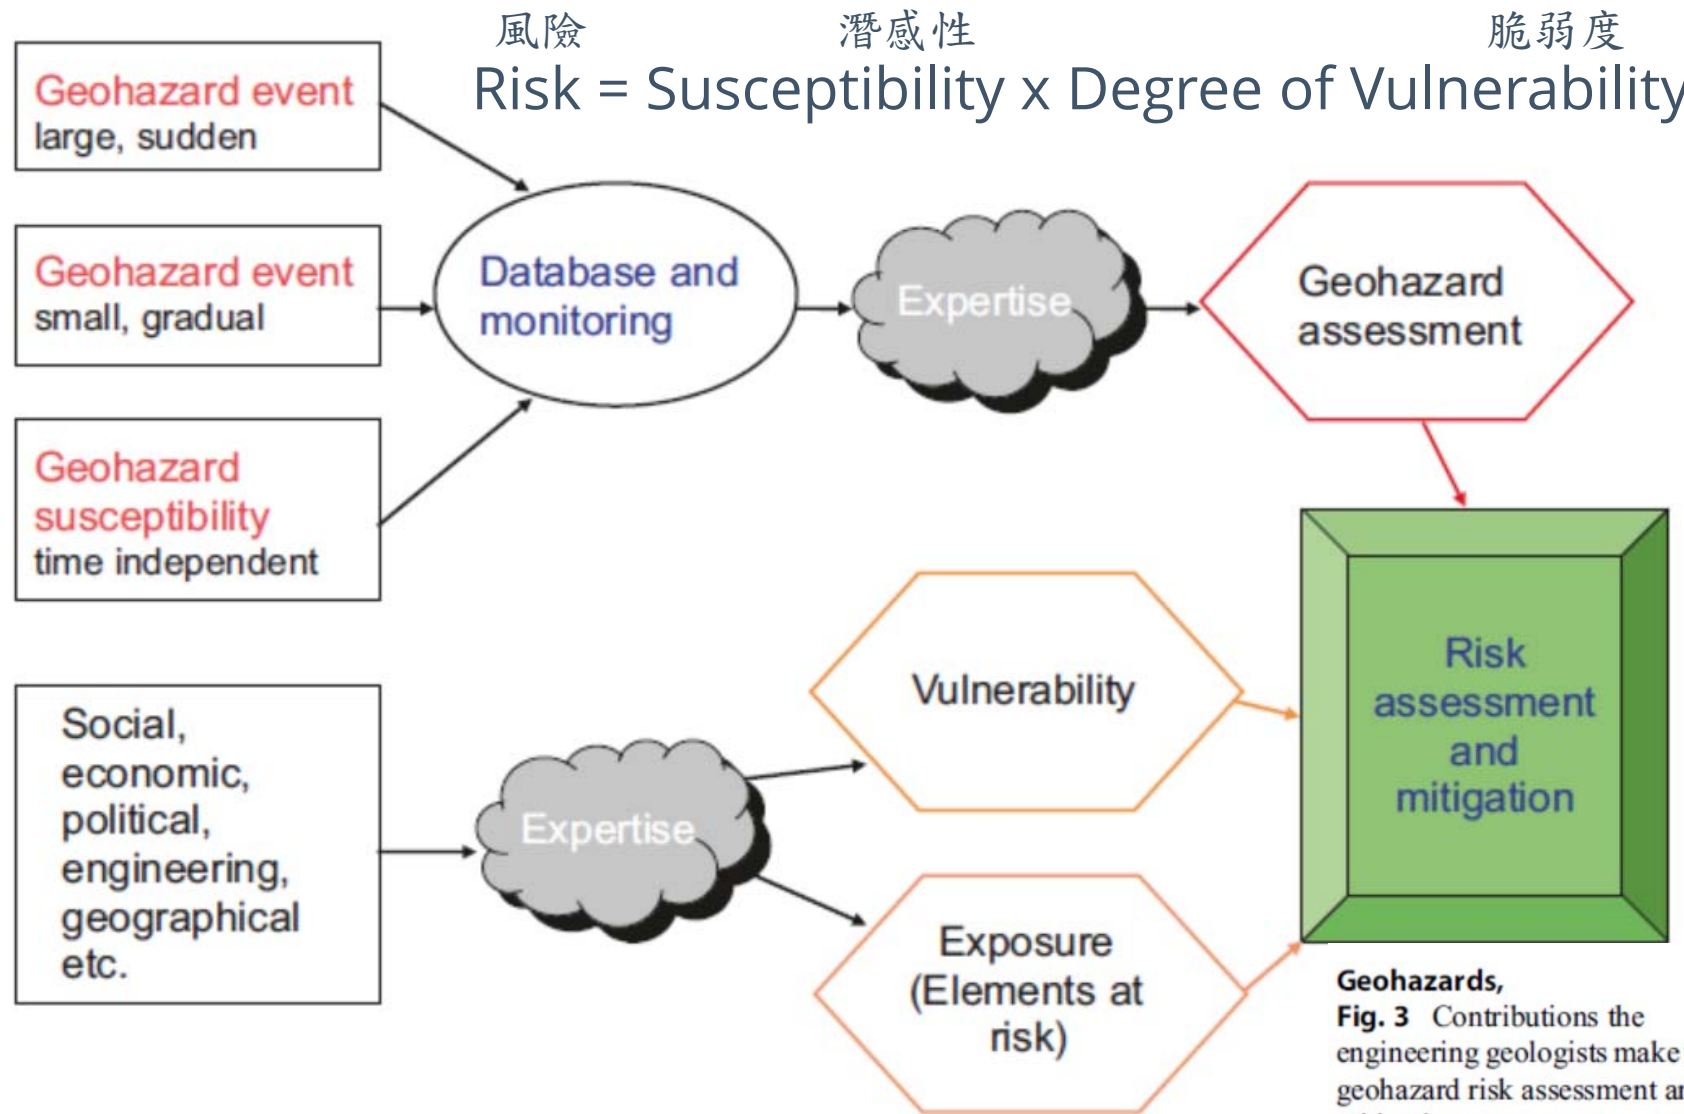 風險 潛感性 脆弱度
Risk = Susceptibility x Degree of Vulnerability
Geohazard event
large, sudden
Geohazard event
small, gradual
Geohazard
susceptibility
time independent
Database and
monitoring
Expertise
Geohazard
assessment
Social,
economic,
political,
engineering,
geographical
etc.
Expertise
Vulnerability
Exposure
(Elements at
risk)
Risk
assessment
and
mitigation
Geohazards,
Fig. 3 Contributions the
engineering geologists make
geohazard risk assessment